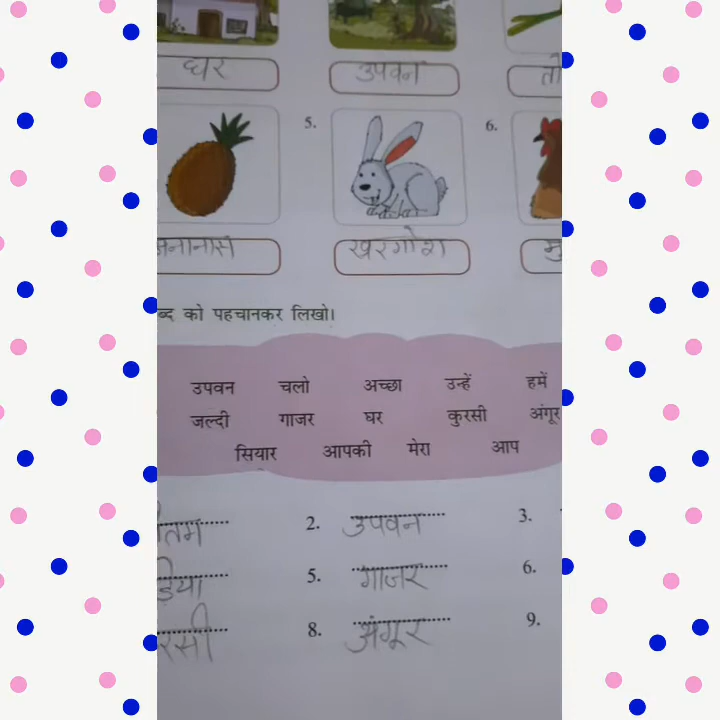 घर उपवन
5. 6.
अनानास खरगोश
को पहचानकर लिखो।
उपवन चलो अच्छा उन्हें हमें
जल्दी गाजर घर कुरसी अंगूर
सियार आपकी मेरा आप
2. उपवन 3.
5. गाजर 6.
8. अंगूर 9.